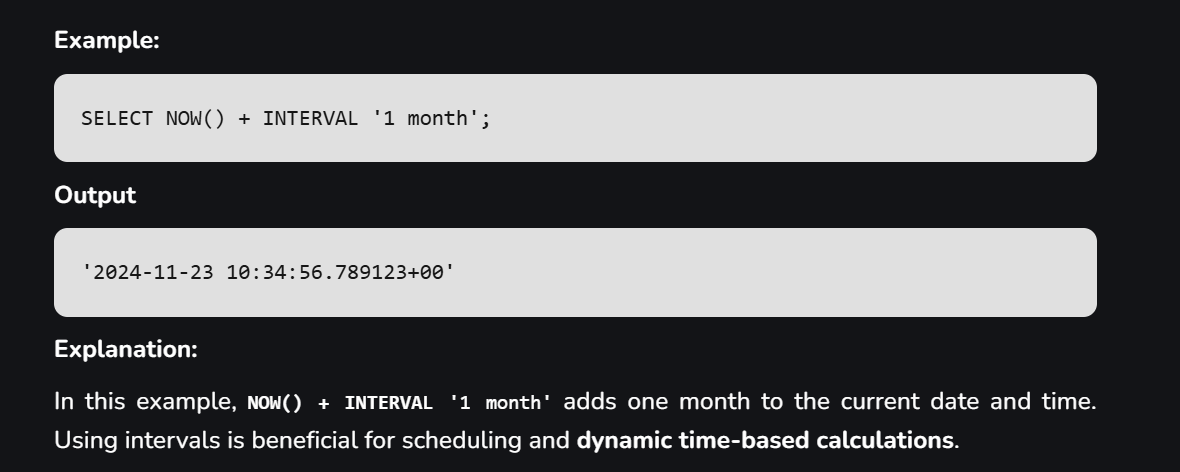 Example:
SELECT NOW() + INTERVAL '1 month';
Output
'2024-11-23 10:34:56.789123+00'
Explanation:
In this example, NOW() + INTERVAL '1 month' adds one month to the current date and time.
Using intervals is beneficial for scheduling and dynamic time-based calculations.